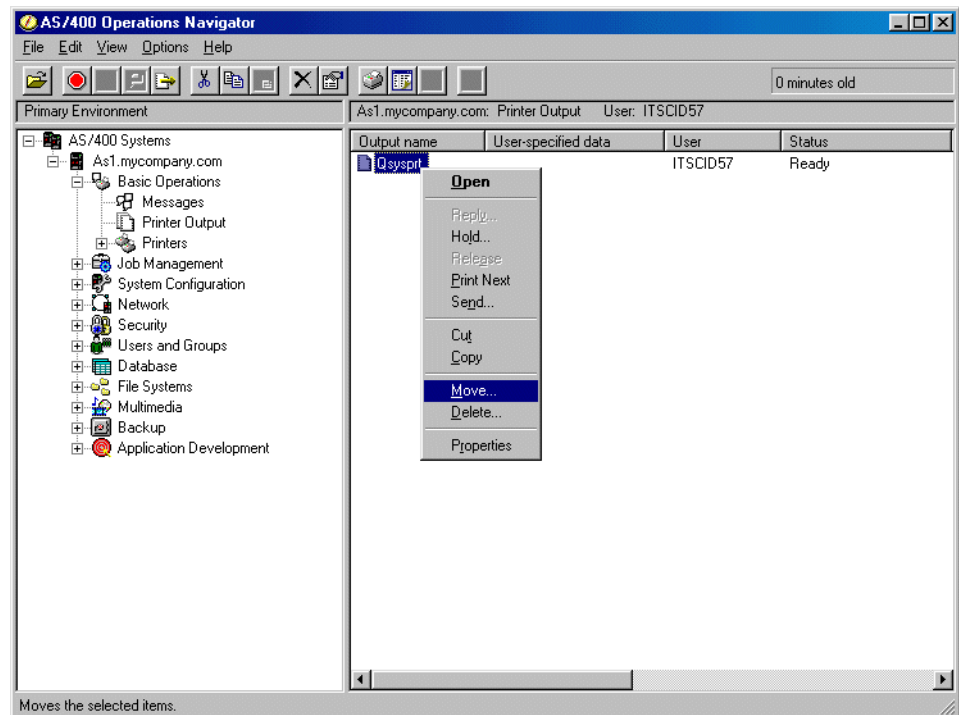 AS/400 Operations Navigator
File Edit View Options Help
0 minutes old
Primary Environment
As1.mycompany.com: Printer Output User: ITSCID57
AS/400 Systems
As1.mycompany.com
Basic Operations
Messages
Printer Output
Printers
Job Management
System Configuration
Network
Security
Users and Groups
Database
File Systems
Multimedia
Backup
Application Development
Output name User-specified data User Status
Qsysprt ITSCID57 Ready
Open
Reply...
Hold...
Release
Print Next
Send...
Cut
Copy
Move...
Delete...
Properties
Moves the selected items.